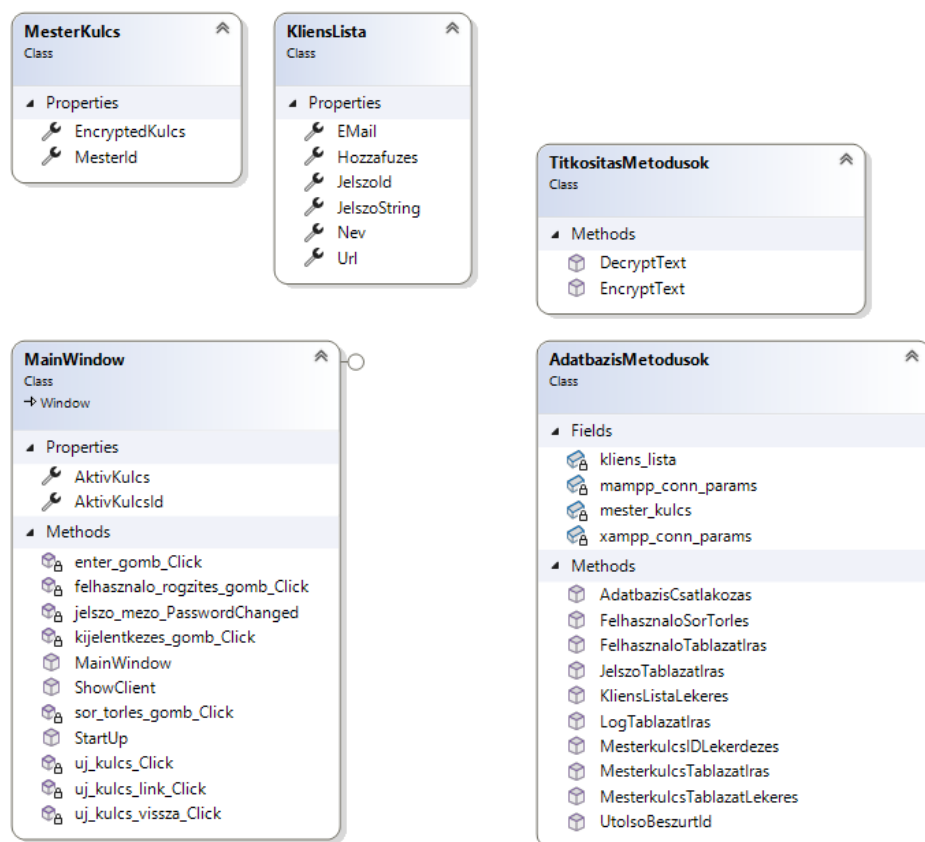 MesterKulcs
Class
Properties
EncryptedKulcs
MesterId
KliensLista
Class
Properties
EMail
Hozzafuzes
JelszoId
JelszoString
Nev
Url
TitkositasMetodusok
Class
Methods
DecryptText
EncryptText
MainWindow
Class
Window
Properties
AktivKulcs
AktivKulcsId
Methods
enter_gomb_Click
felhasznalo_rogzites_gomb_Click
jelszo_mezo_PasswordChanged
kijelentkezes_gomb_Click
MainWindow
ShowClient
sor_torles_gomb_Click
StartUp
uj_kulcs_Click
uj_kulcs_link_Click
uj_kulcs_vissza_Click
AdatbazisMetodusok
Class
Fields
kliens_lista
mampp_conn_params
mester_kulcs
xampp_conn_params
Methods
AdatbazisCsatlakozas
FelhasznaloSorTorles
FelhasznaloTablazatIras
JelszoTablazatIras
KliensListaLekeres
LogTablazatIras
MesterkulcsIDLekerdezes
MesterkulcsTablazatIras
MesterkulcsTablazatLekeres
UtolsoBeszurtId